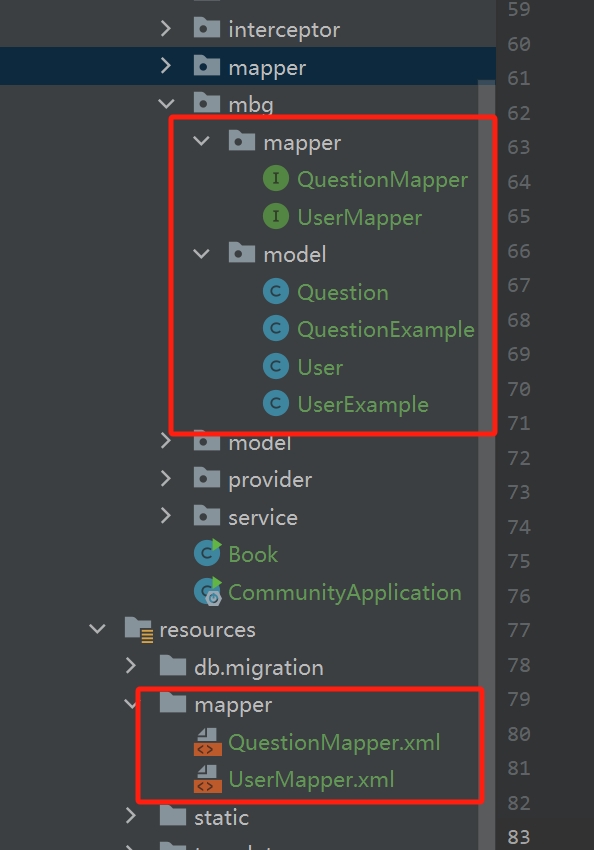 interceptor
mapper
mbg
mapper
I QuestionMapper
I UserMapper
model
C Question
C QuestionExample
C User
C UserExample
model
provider
service
C Book
C CommunityApplication
resources
db.migration
mapper
<> QuestionMapper.xml
<> UserMapper.xml
static
59
60
61
62
63
64
65
66
67
68
69
70
71
72
73
74
75
76
77
78
79
80
81
82
83